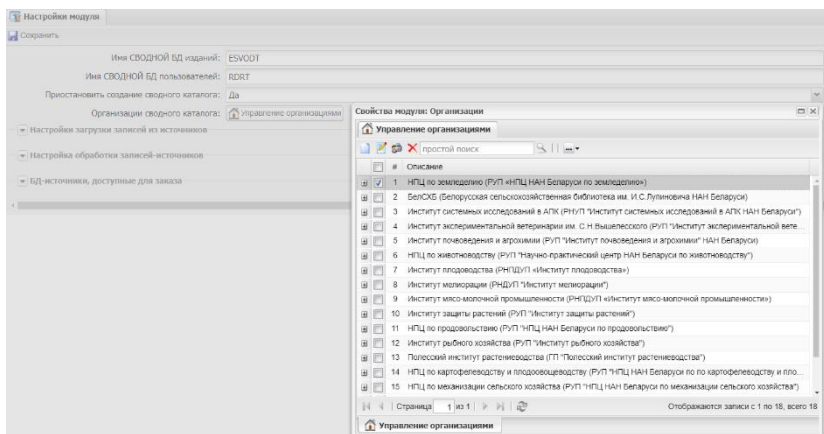 Настройки модуля
Сохранить
Имя СВОДНОЙ БД изданий: ESVODT
Имя СВОДНОЙ БД пользователей: RDRT
Приостановить создание сводного каталога: Да
Организации сводного каталога: Управление организациями
Настройки загрузки записей из источников
Настройка обработки записей-источников
БД-источники, доступные для заказа
Свойства модуля: Организации
Управление организациями
простой поиск
# Описание
1 НПЦ по земледелию (РУП «НПЦ НАН Беларуси по земледелию»)
2 БелСХБ (Белорусская сельскохозяйственная библиотека им. И.С.Лупиновича НАН Беларуси)
3 Институт системных исследований в АПК (РНУП "Институт системных исследований в АПК НАН Беларуси")
4 Институт экспериментальной ветеринарии им. С.Н.Вышелесского (РУП "Институт экспериментальной вете...
5 Институт почвоведения и агрохимии (РУП "Институт почвоведения и агрохимии" НАН Беларуси)
6 НПЦ по животноводству (РУП "Научно-практический центр НАН Беларуси по животноводству")
7 Институт плодоводства (РНПДУП «Институт плодоводства»)
8 Институт мелиорации (РНДУП "Институт мелиорации")
9 Институт мясо-молочной промышленности (РНПДУП «Институт мясо-молочной промышленности»)
10 Институт защиты растений (РУП "Институт защиты растений")
11 НПЦ по продовольствию (РУП "НПЦ НАН Беларуси по продовольствию")
12 Институт рыбного хозяйства (РУП "Институт рыбного хозяйства")
13 Полесский институт растениеводства (ГП "Полесский институт растениеводства")
14 НПЦ по картофелеводству и плодоовощеводству (РУП "НПЦ НАН Беларуси по по картофелеводству и пло...
15 НПЦ по механизации сельского хозяйства (РУП "НПЦ НАН Беларуси по механизации сельского хозяйства")
Страница 1 из 1 Отображаются записи с 1 по 18, всего 18
Управление организациями